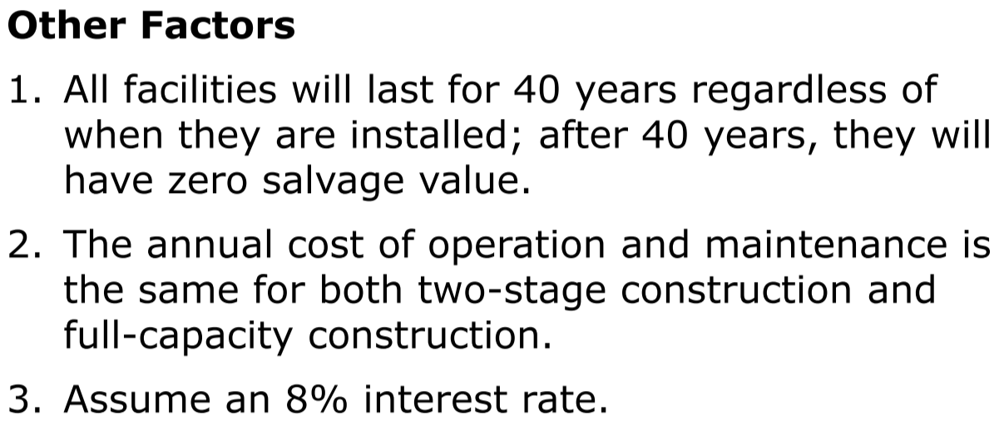 Other Factors
1. All facilities will last for 40 years regardless of
when they are installed; after 40 years, they will
have zero salvage value.
2. The annual cost of operation and maintenance is
the same for both two-stage construction and
full-capacity construction.
3. Assume an 8% interest rate.